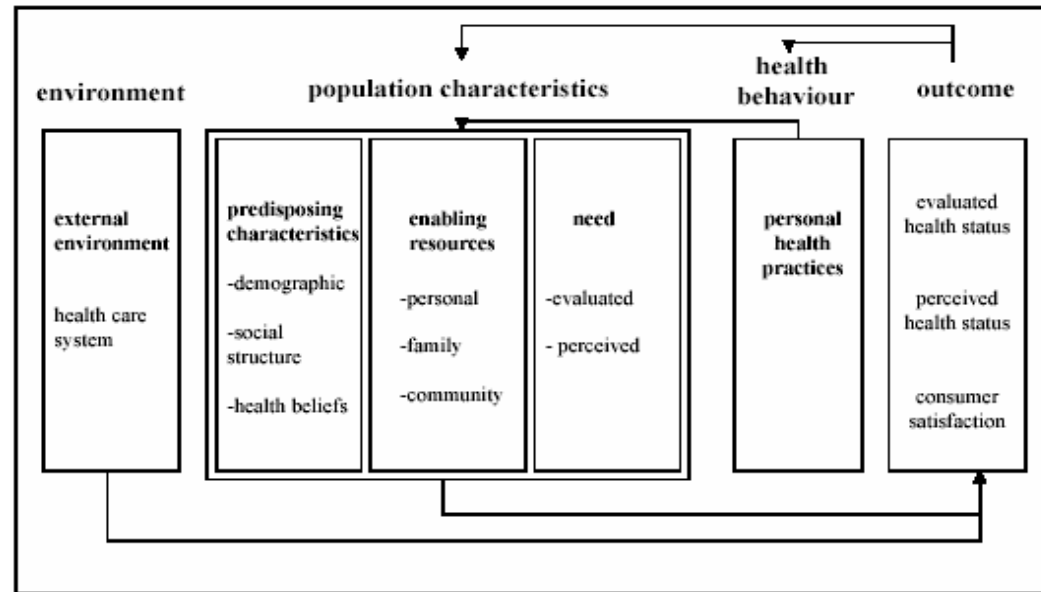 environment
population characteristics
health
behaviour
outcome
external
environment
health care
system
predisposing
characteristics
-demographic
-social
structure
-health beliefs
enabling
resources
-personal
-family
-community
need
-evaluated
- perceived
personal
health
practices
evaluated
health status
perceived
health status
consumer
satisfaction